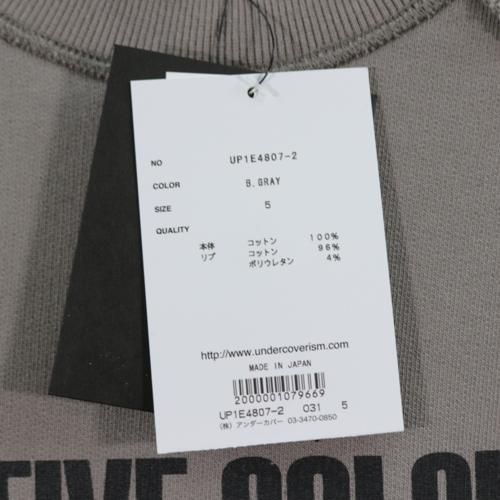 NO UP1E4807-2
COLOR B.GRAY
SIZE 5
QUALITY
本体 コットン 100%
リブ コットン 96%
ポリウレタン 4%
http://www.undercoverism.com
MADE IN JAPAN
2000001079669
UP1E4807-2 031 5
(株) アンダーカバー 03-3470-0850